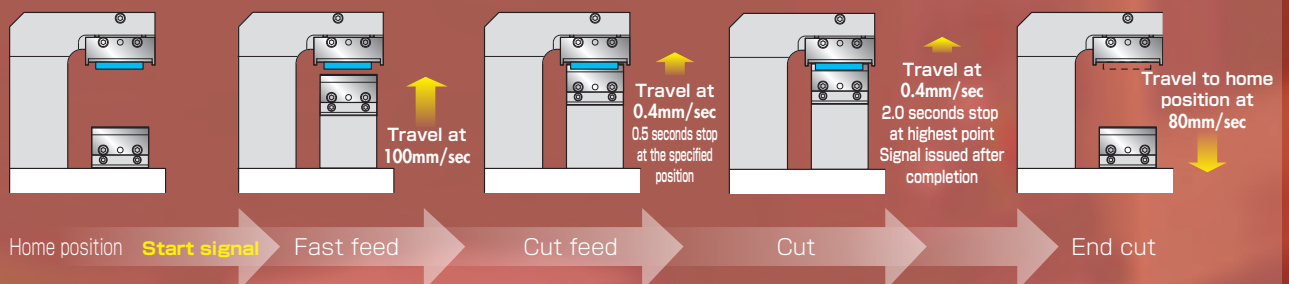 Travel at
100mm/sec
Travel at
0.4mm/sec
0.5 seconds stop
at the specified
position
Travel at
0.4mm/sec
2.0 seconds stop
at highest point
Signal issued after
completion
Travel to home
position at
80mm/sec
Home position
Start signal
Fast feed
Cut feed
Cut
End cut